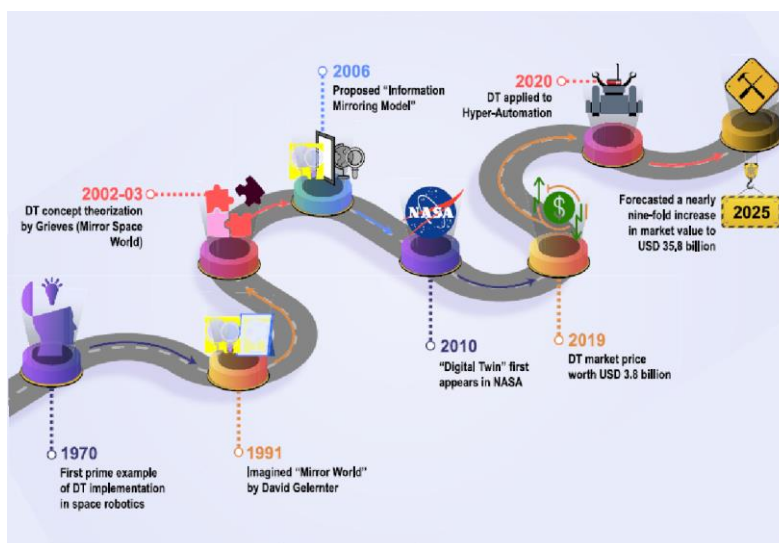 1970
First prime example
of DT implementation
in space robotics
1991
Imagined “Mirror World”
by David Gelernter
2002-03
DT concept theorization
by Grieves (Mirror Space
World)
2006
Proposed “Information
Mirroring Model”
NASA
2010
“Digital Twin” first
appears in NASA
$
2019
DT market price
worth USD 3.8 billion
2020
DT applied to
Hyper-Automation
Forecasted a nearly
nine-fold increase
in market value to
USD 35,8 billion
2025